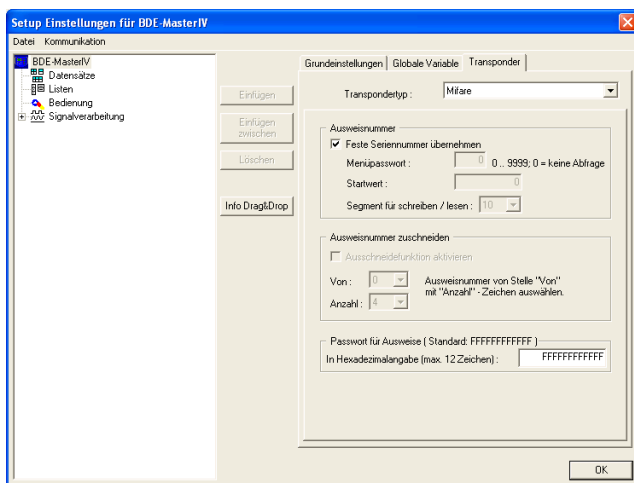 Setup Einstellungen für BDE-MasterIV
Datei Kommunikation
BDE-MasterIV
Datensätze
Listen
Bedienung
Signalverarbeitung
Einfügen
Einfügen
zwischen
Löschen
Info Drag&Drop
Grundeinstellungen Globale Variable Transponder
Transpondertyp : Mifare
Ausweisnummer
Feste Seriennummer übernehmen
Menüpasswort : 0 0 .. 9999; 0 = keine Abfrage
Startwert : 0
Segment für schreiben / lesen : 10
Ausweisnummer zuschneiden
Ausschneidefunktion aktivieren
Von : 0 Ausweisnummer von Stelle "Von"
mit "Anzahl" - Zeichen auswählen.
Anzahl : 4
Passwort für Ausweise ( Standard: FFFFFFFFFFFF )
In Hexadezimalangabe (max. 12 Zeichen) : FFFFFFFFFFFF
OK